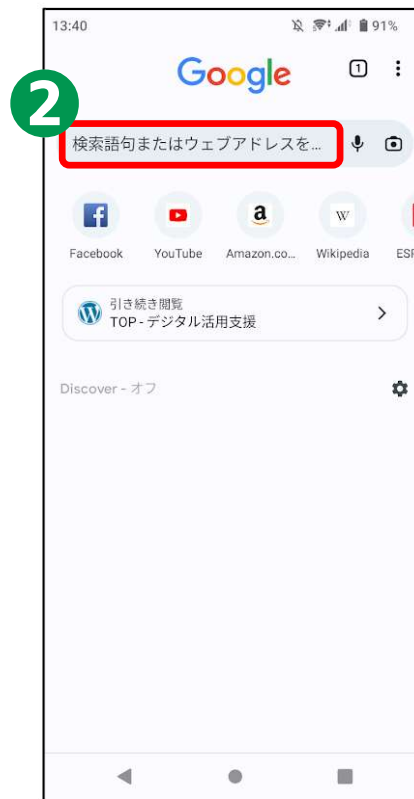 13:40 91%
Google
1
2
検索語句またはウェブアドレスを...
Facebook YouTube Amazon.co... Wikipedia ESP
引き続き閲覧
TOP - デジタル活用支援
Discover - オフ